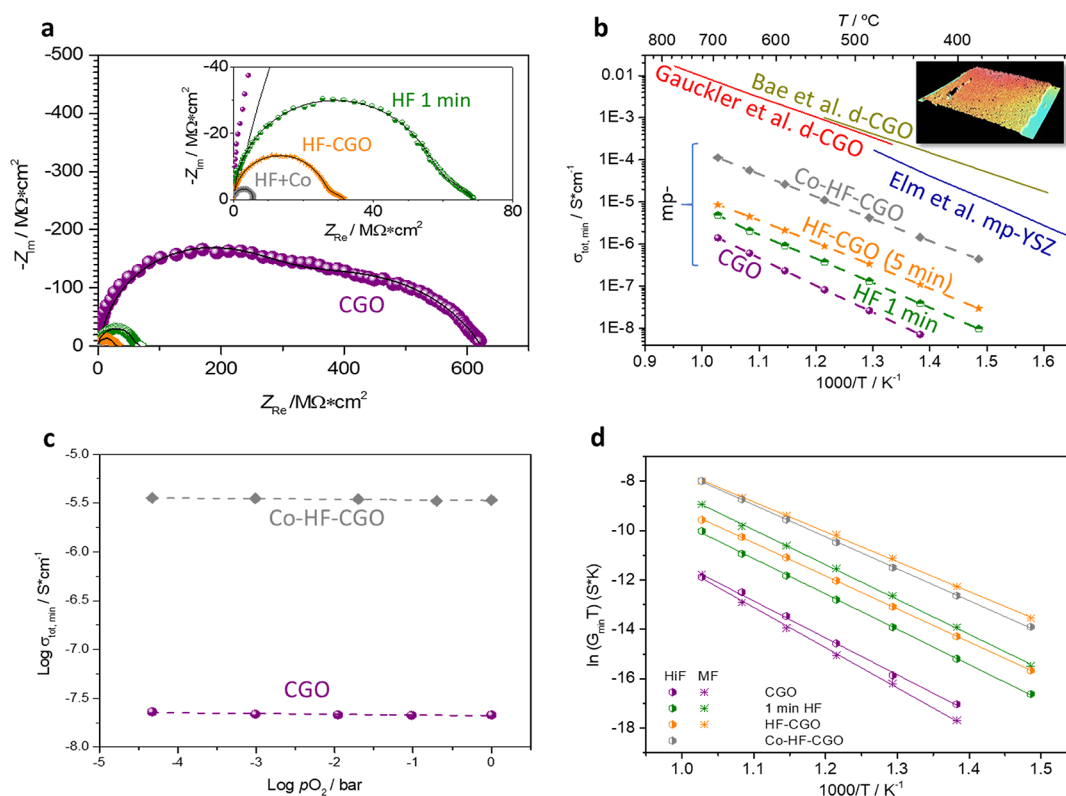 a
-500
-400
-300
-200
-100
0
-Z_Im / MΩ*cm²
0
200
400
600
Z_Re /MΩ*cm²
CGO
-40
-20
0
-Z_Im / MΩ*cm²
0
20
40
60
80
Z_Re / MΩ*cm²
HF 1 min
HF-CGO
HF+Co
b
T / ºC
800
700
600
500
400
300
0.01
1E-3
1E-4
1E-5
1E-6
1E-7
1E-8
σ_tot, min / S*cm⁻¹
0.9
1.0
1.1
1.2
1.3
1.4
1.5
1.6
1000/T / K⁻¹
Bae et al. d-CGO
Gauckler et al. d-CGO
Elm et al. mp-YSZ
Co-HF-CGO
HF-CGO (5 min)
HF 1 min
CGO
mp-
c
-5.0
-5.5
-6.0
-6.5
-7.0
-7.5
-8.0
Log σ_tot, min / S*cm⁻¹
-5
-4
-3
-2
-1
0
Log pO₂ / bar
Co-HF-CGO
CGO
d
-8
-10
-12
-14
-16
-18
ln (G_min T) (S*K)
1.0
1.1
1.2
1.3
1.4
1.5
1000/T / K⁻¹
HiF MF
CGO
1 min HF
HF-CGO
Co-HF-CGO